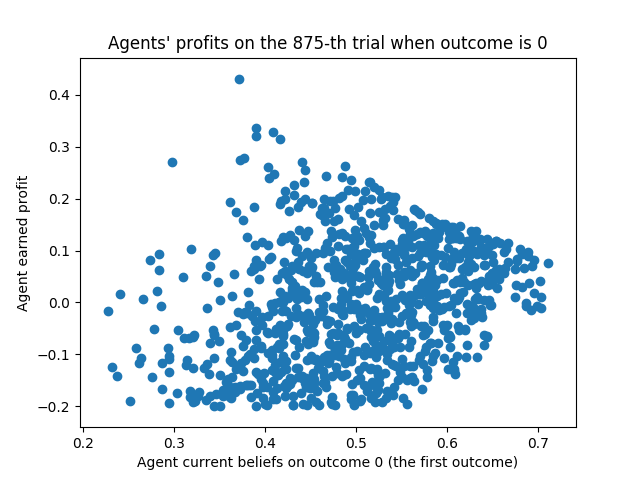 Agents' profits on the 875-th trial when outcome is 0
Agent earned profit
0.4
0.3
0.2
0.1
0.0
−0.1
−0.2
0.2 0.3 0.4 0.5 0.6 0.7
Agent current beliefs on outcome 0 (the first outcome)